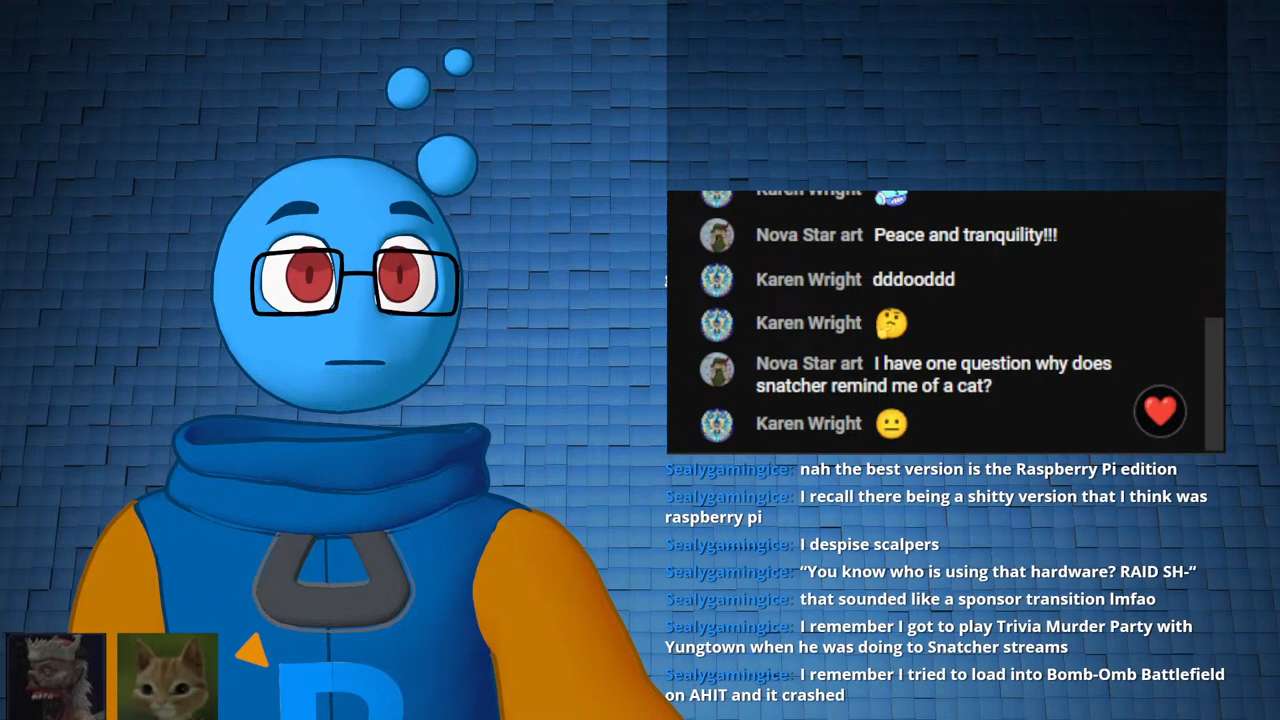 Karen Wright
Nova Star art Peace and tranquility!!!
Karen Wright dddooddd
Karen Wright 🤔
Nova Star art I have one question why does
snatcher remind me of a cat?
Karen Wright 😐
Sealygamingice: nah the best version is the Raspberry Pi edition
Sealygamingice: I recall there being a shitty version that I think was
raspberry pi
Sealygamingice: I despise scalpers
Sealygamingice: “You know who is using that hardware? RAID SH-“
Sealygamingice: that sounded like a sponsor transition lmfao
Sealygamingice: I remember I got to play Trivia Murder Party with
Yungtown when he was doing to Snatcher streams
Sealygamingice: I remember I tried to load into Bomb-Omb Battlefield
on AHIT and it crashed